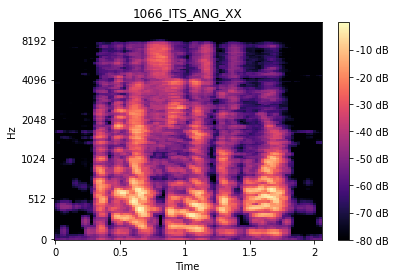 1066_ITS_ANG_XX
8192
4096
2048
1024
512
0
Hz
0
0.5
1
1.5
2
Time
-10 dB
-20 dB
-30 dB
-40 dB
-50 dB
-60 dB
-70 dB
-80 dB